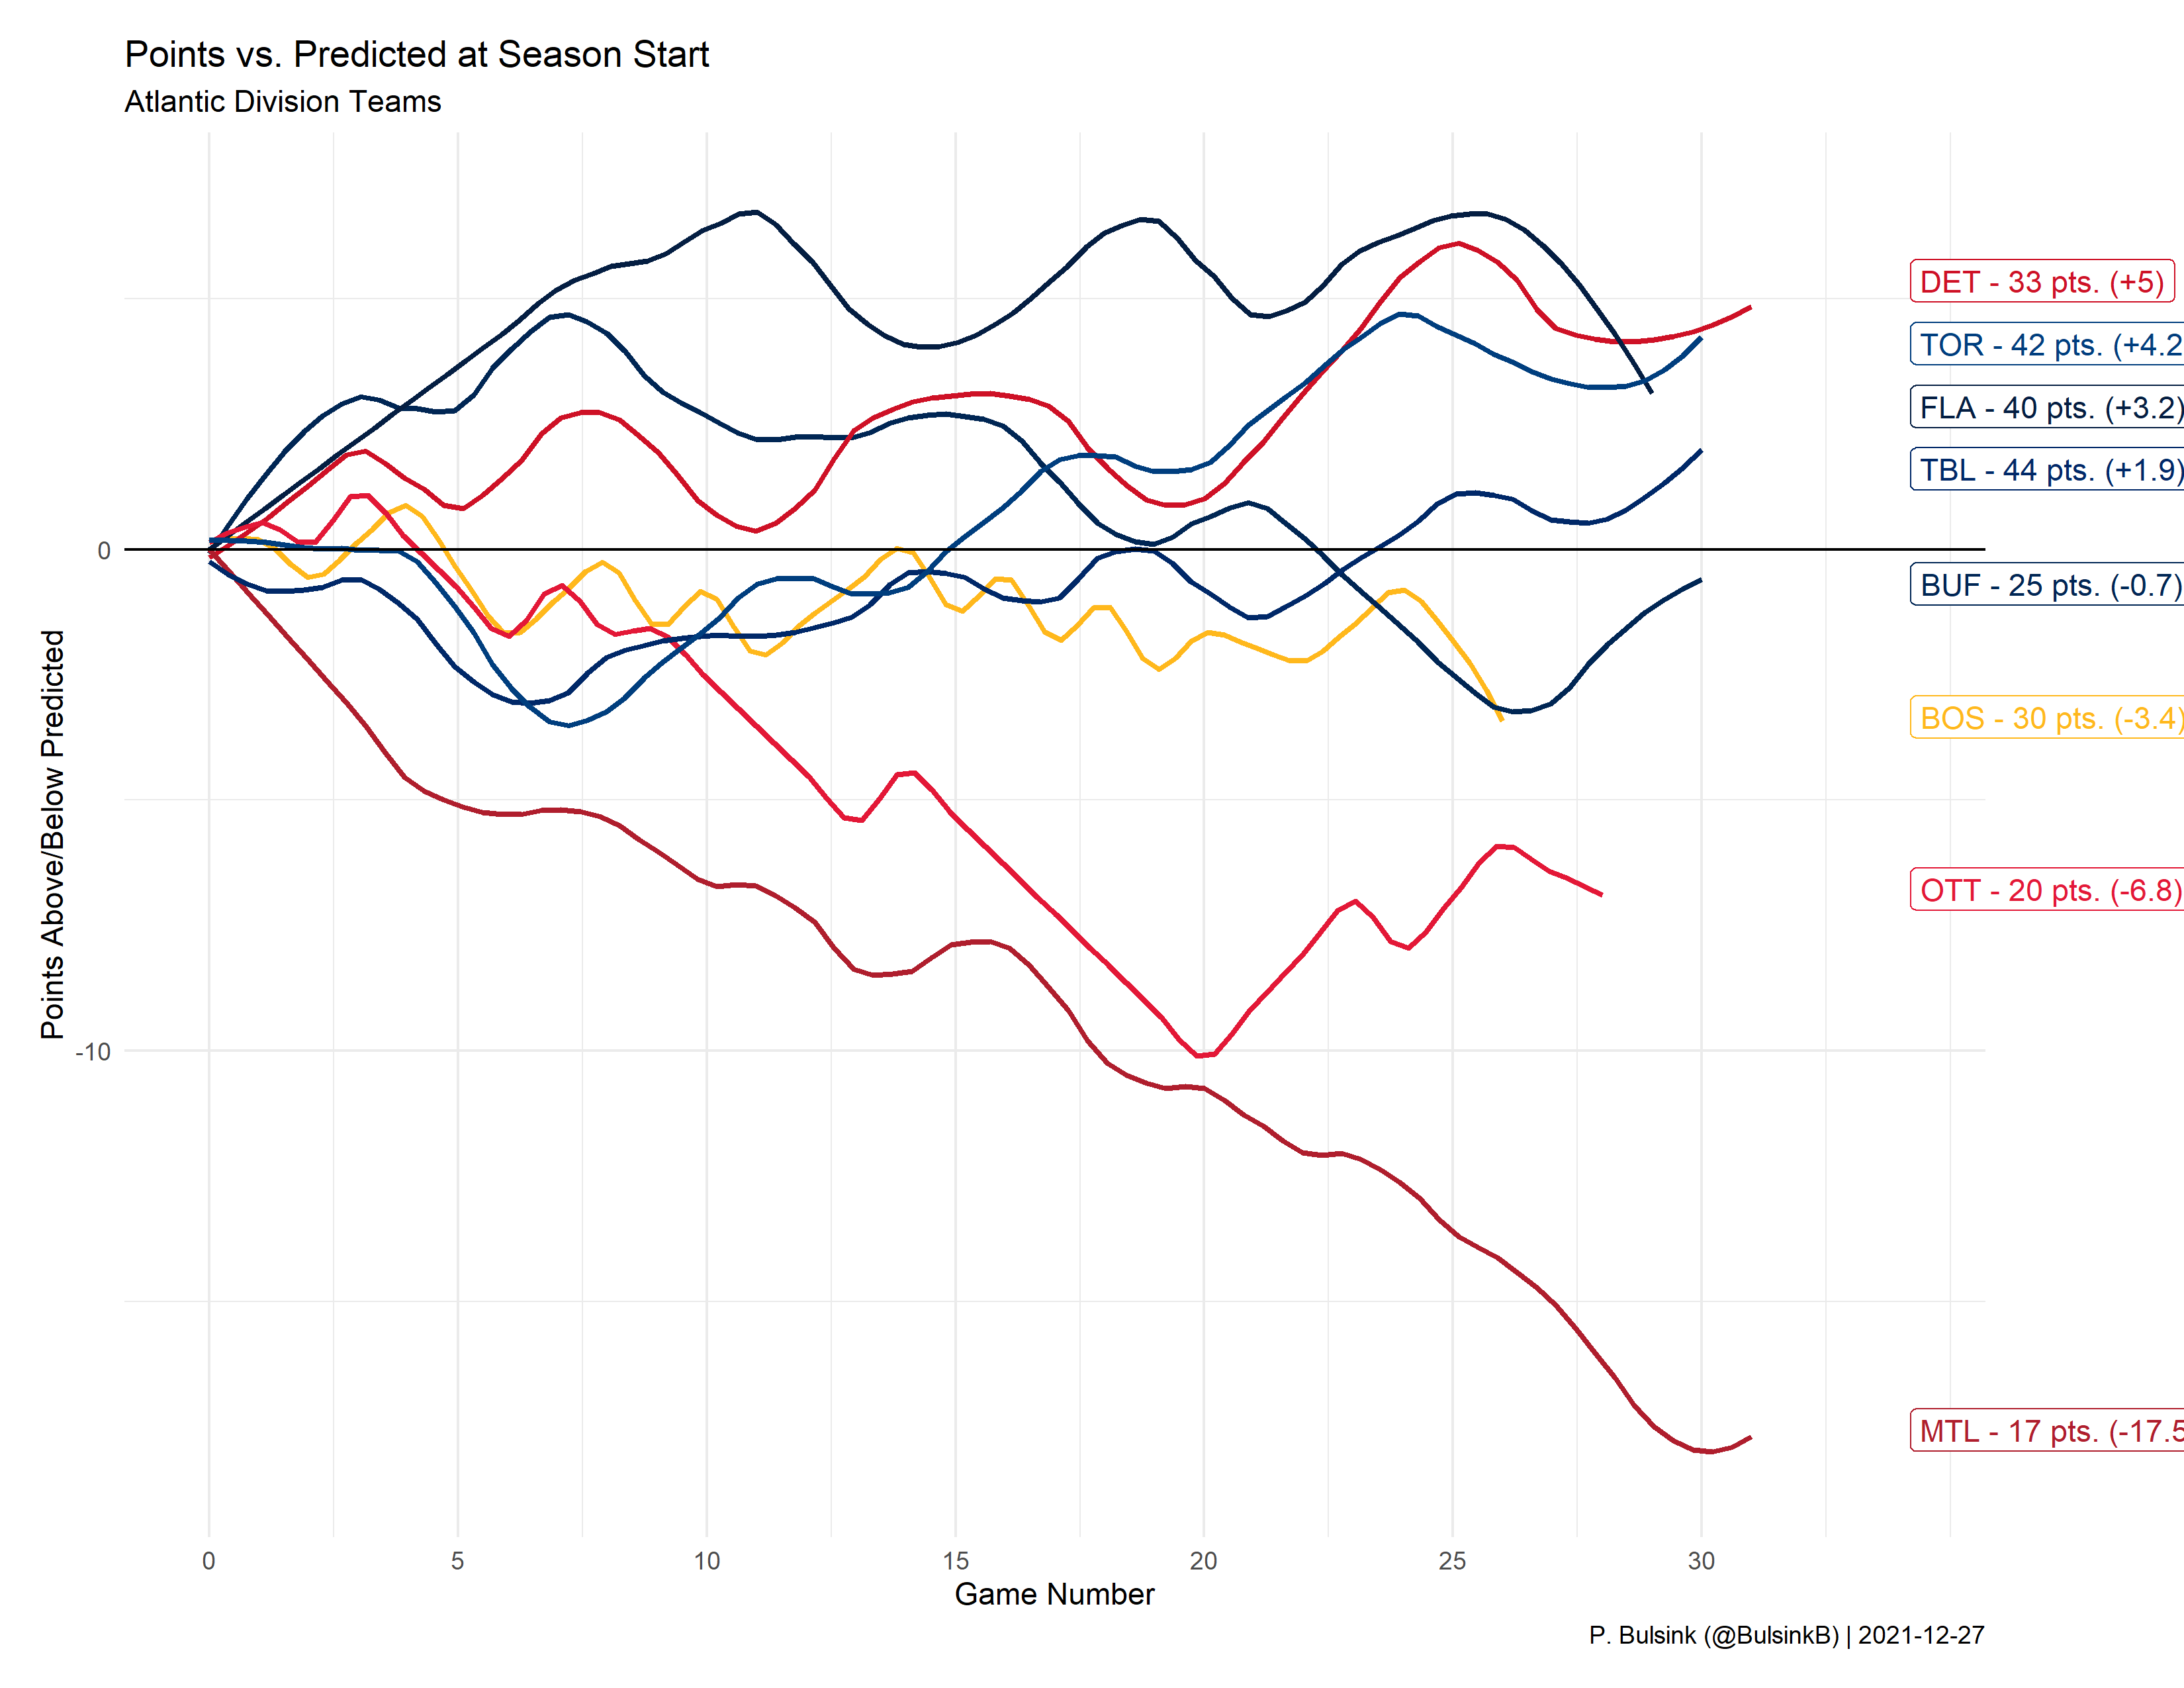 Points vs. Predicted at Season Start
Atlantic Division Teams
Points Above/Below Predicted
0
-10
DET - 33 pts. (+5)
TOR - 42 pts. (+4.2
FLA - 40 pts. (+3.2)
TBL - 44 pts. (+1.9)
BUF - 25 pts. (-0.7)
BOS - 30 pts. (-3.4)
OTT - 20 pts. (-6.8)
MTL - 17 pts. (-17.5
0 5 10 15 20 25 30
Game Number
P. Bulsink (@BulsinkB) | 2021-12-27